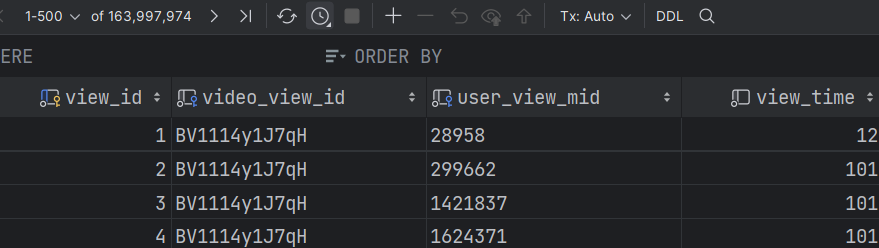 1-500 of 163,997,974 Tx: Auto DDL
ERE ORDER BY
view_id video_view_id user_view_mid view_time
1 BV1114y1J7qH 28958 12
2 BV1114y1J7qH 299662 101
3 BV1114y1J7qH 1421837 101
4 BV1114y1J7qH 1624371 101